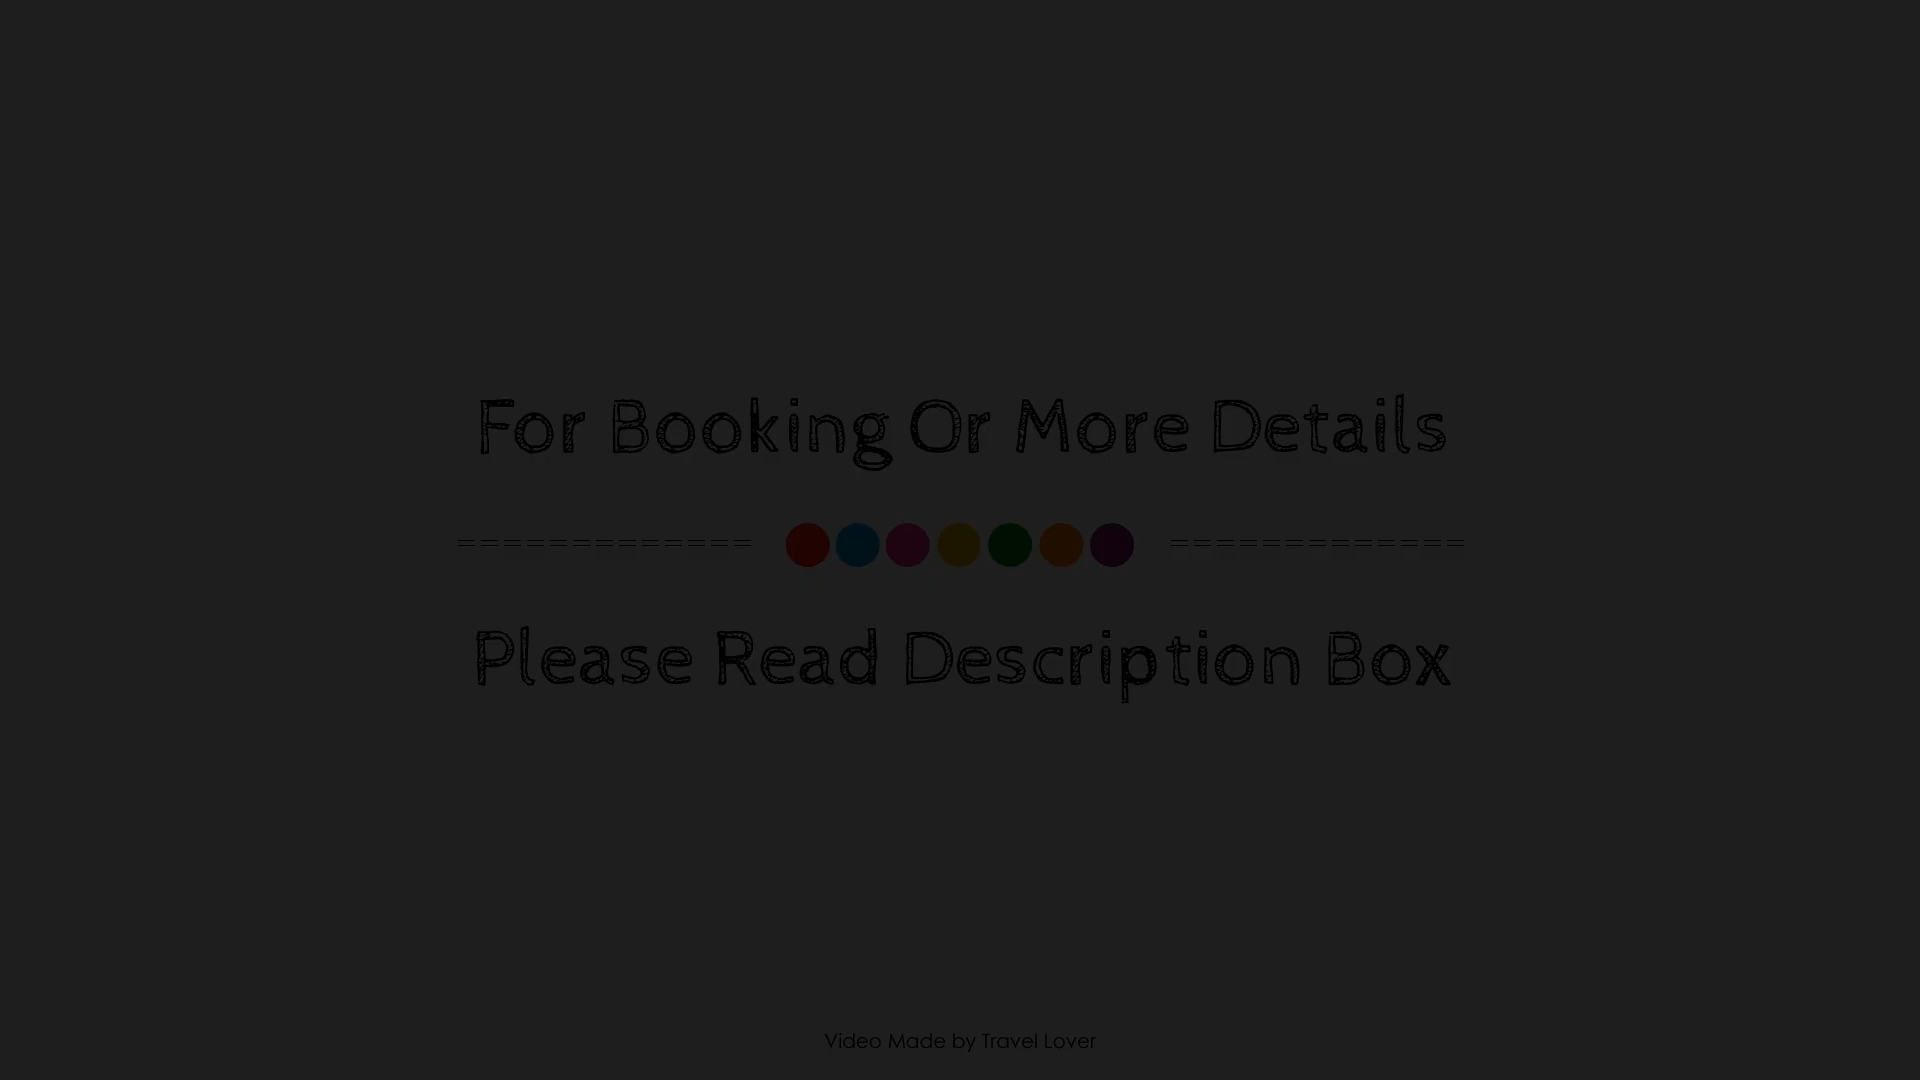 For Booking Or More Details
============= =============
Please Read Description Box
Video Made by Travel Lover